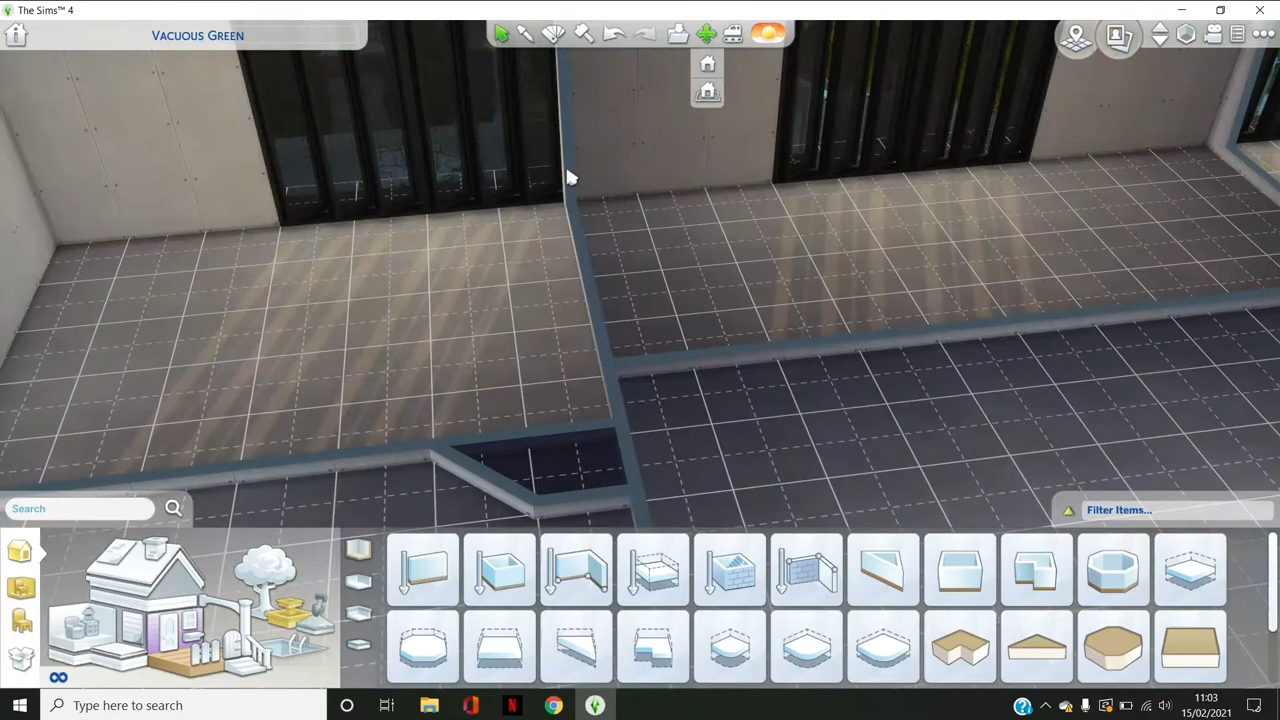 The Sims™ 4
VACUOUS GREEN
Search
Filter Items...
Type here to search
11:03
15/02/2021